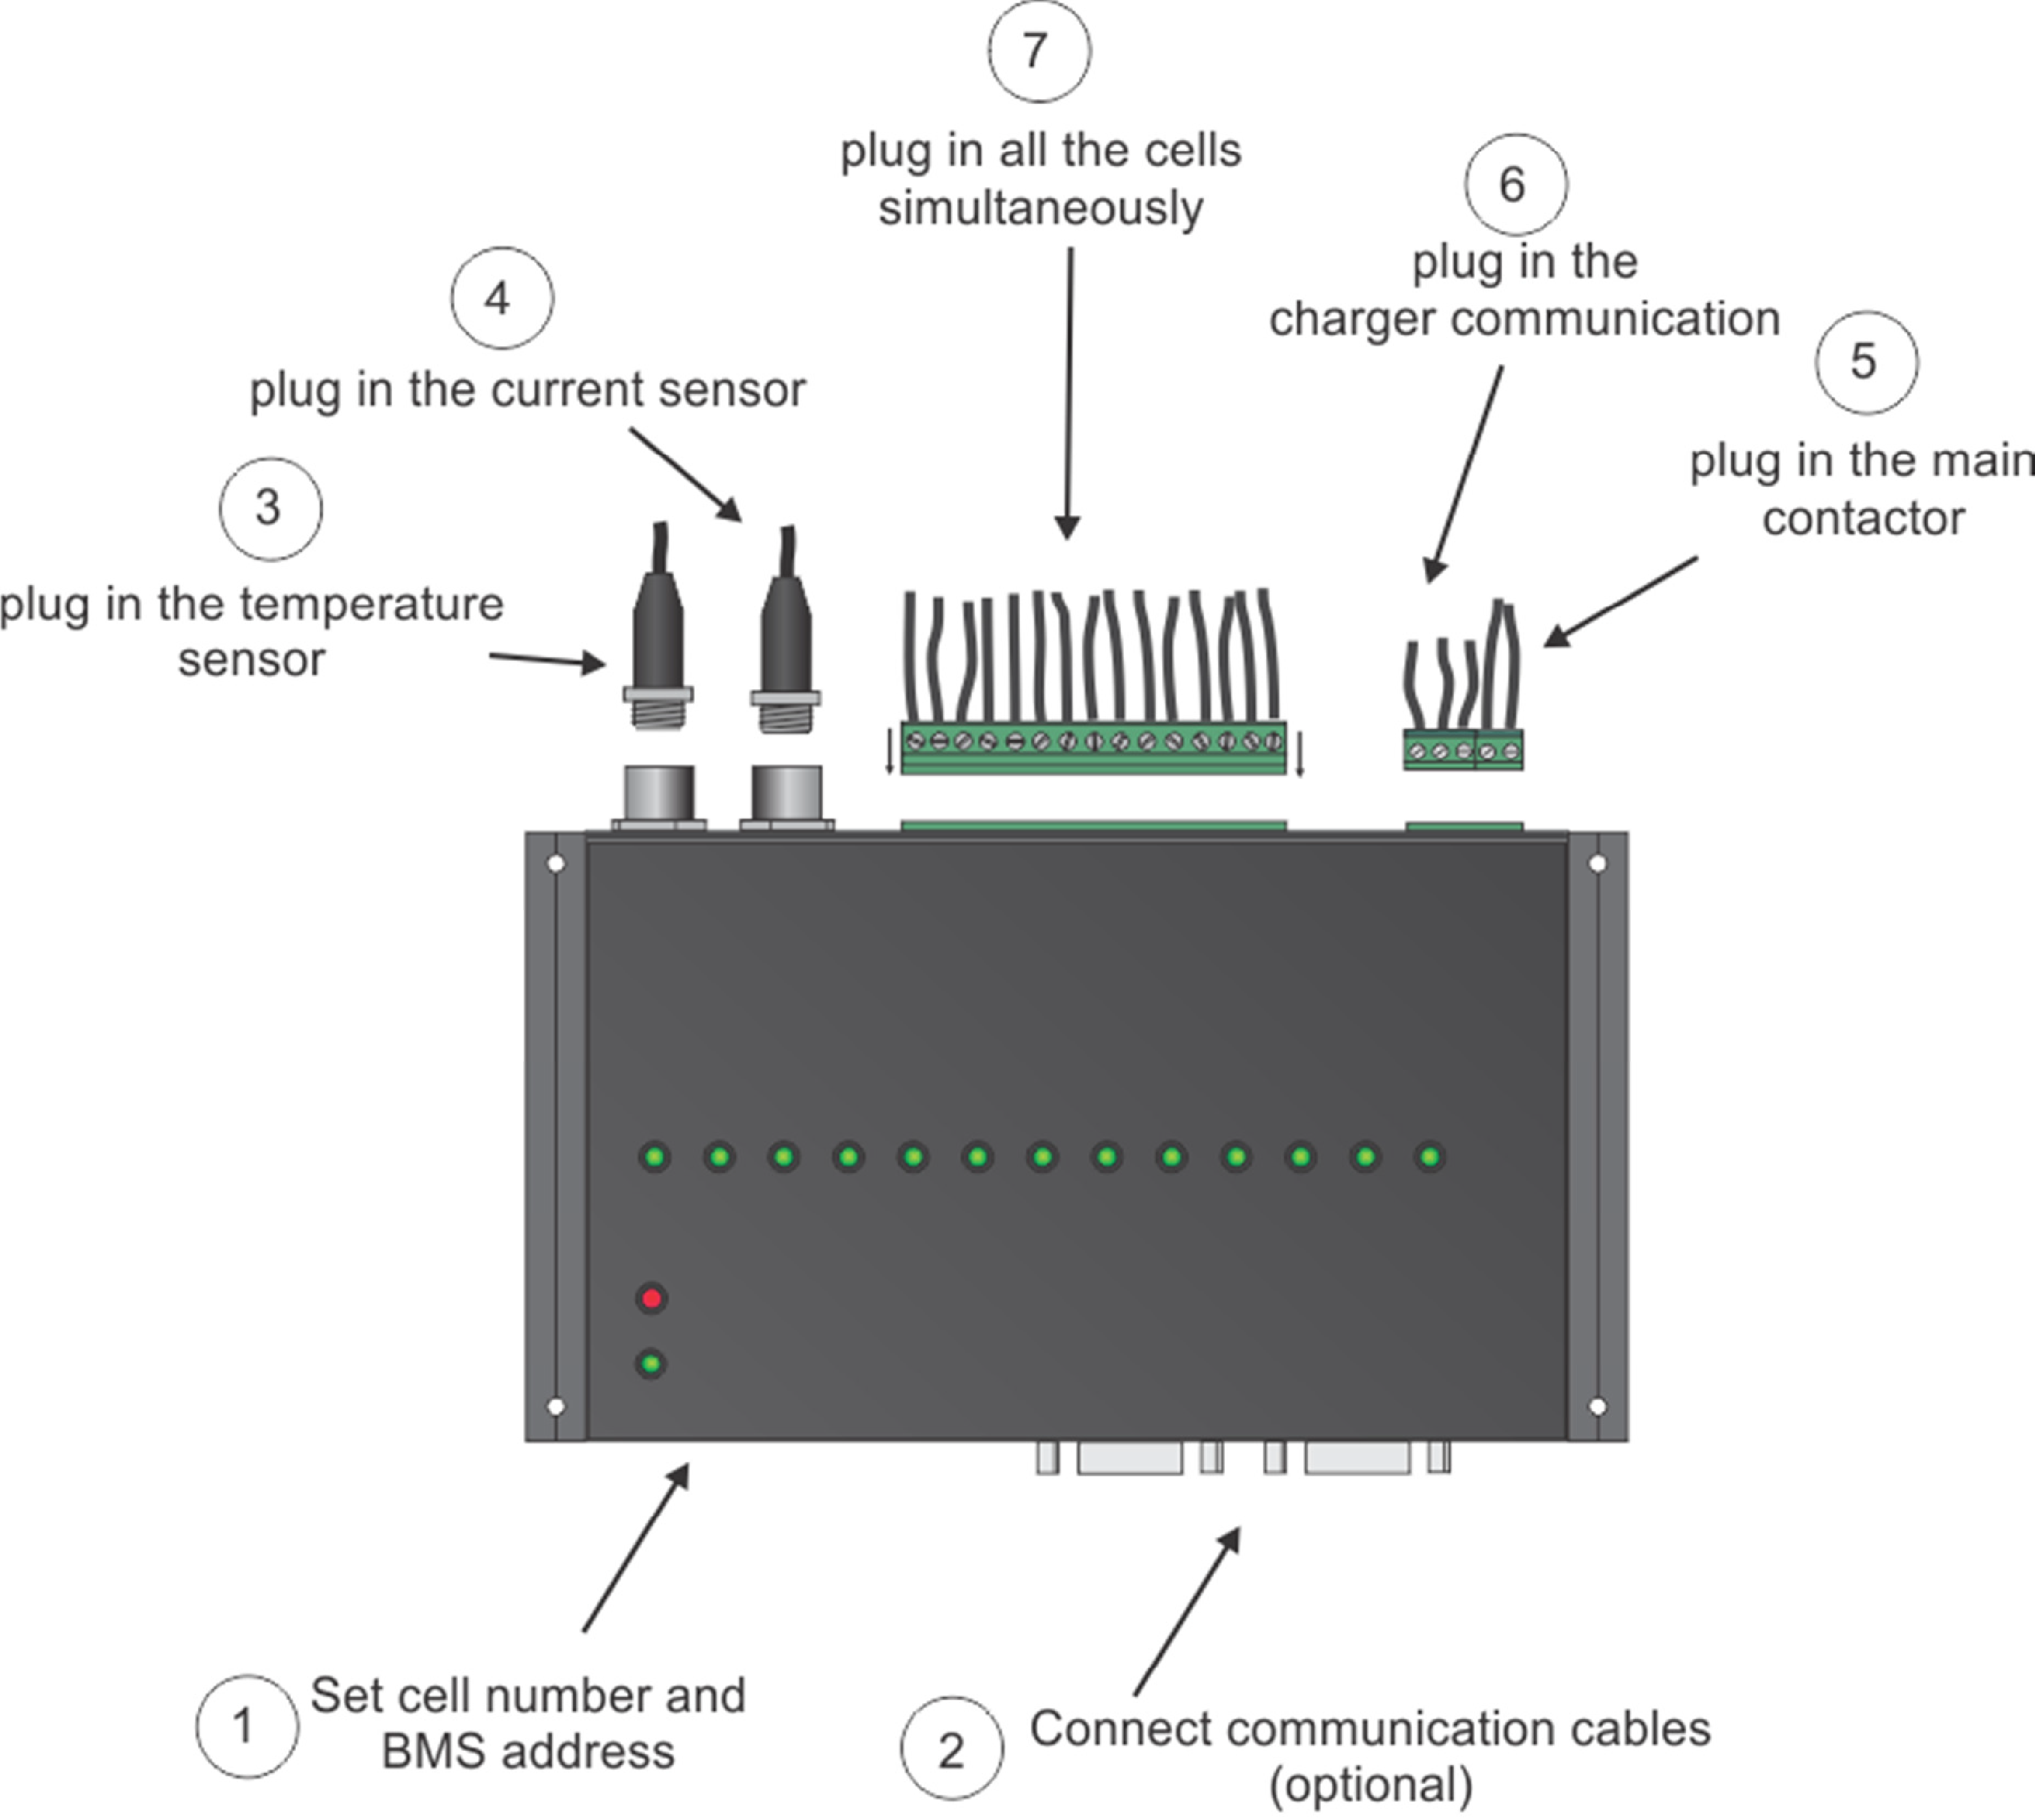 7
plug in all the cells
simultaneously
6
plug in the
charger communication
5
plug in the main
contactor
4
plug in the current sensor
3
plug in the temperature
sensor
1
Set cell number and
BMS address
2
Connect communication cables
(optional)